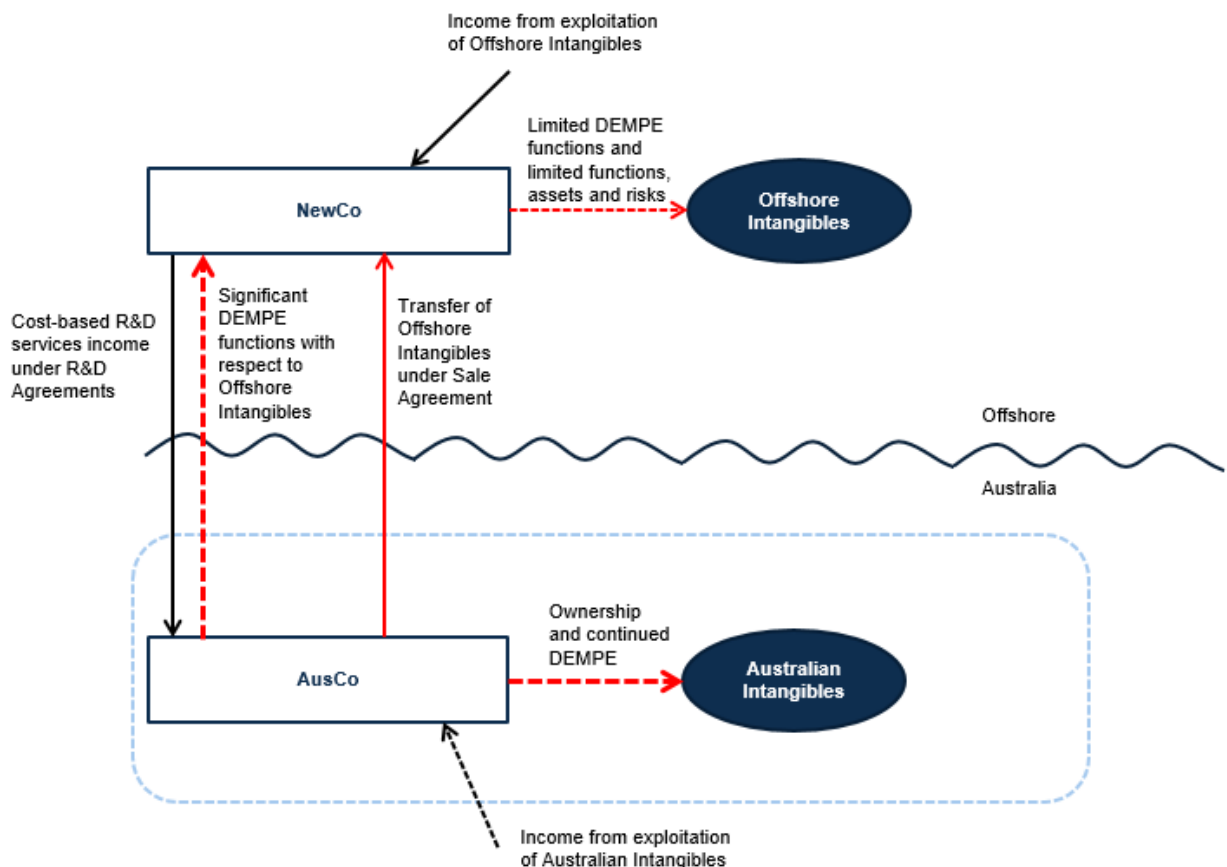 Income from exploitation
of Offshore Intangibles
Limited DEMPE
functions and
limited functions,
assets and risks
NewCo
Offshore
Intangibles
Cost-based R&D
services income
under R&D
Agreements
Significant
DEMPE
functions with
respect to
Offshore
Intangibles
Transfer of
Offshore
Intangibles
under Sale
Agreement
Offshore
Australia
Ownership
and continued
DEMPE
AusCo
Australian
Intangibles
Income from exploitation
of Australian Intangibles